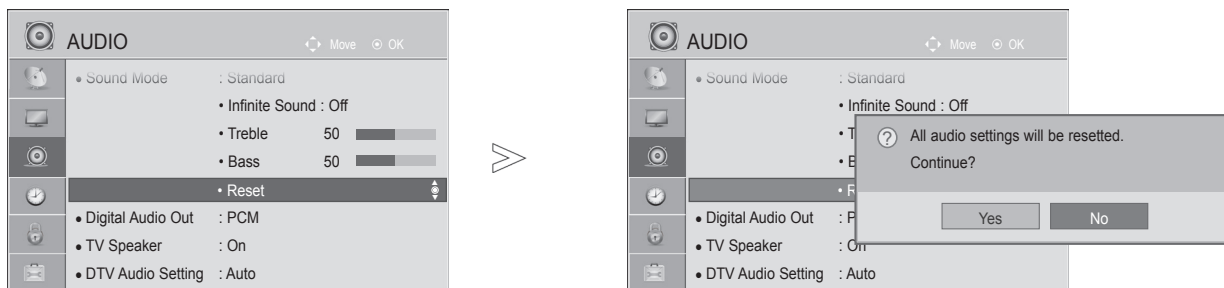 AUDIO Move OK
• Sound Mode : Standard
• Infinite Sound : Off
• Treble 50
• Bass 50
• Reset
• Digital Audio Out : PCM
• TV Speaker : On
• DTV Audio Setting : Auto
AUDIO Move OK
• Sound Mode : Standard
• Infinite Sound : Off
? All audio settings will be resetted.
Continue?
Yes No
• Digital Audio Out : P
• TV Speaker : On
• DTV Audio Setting : Auto